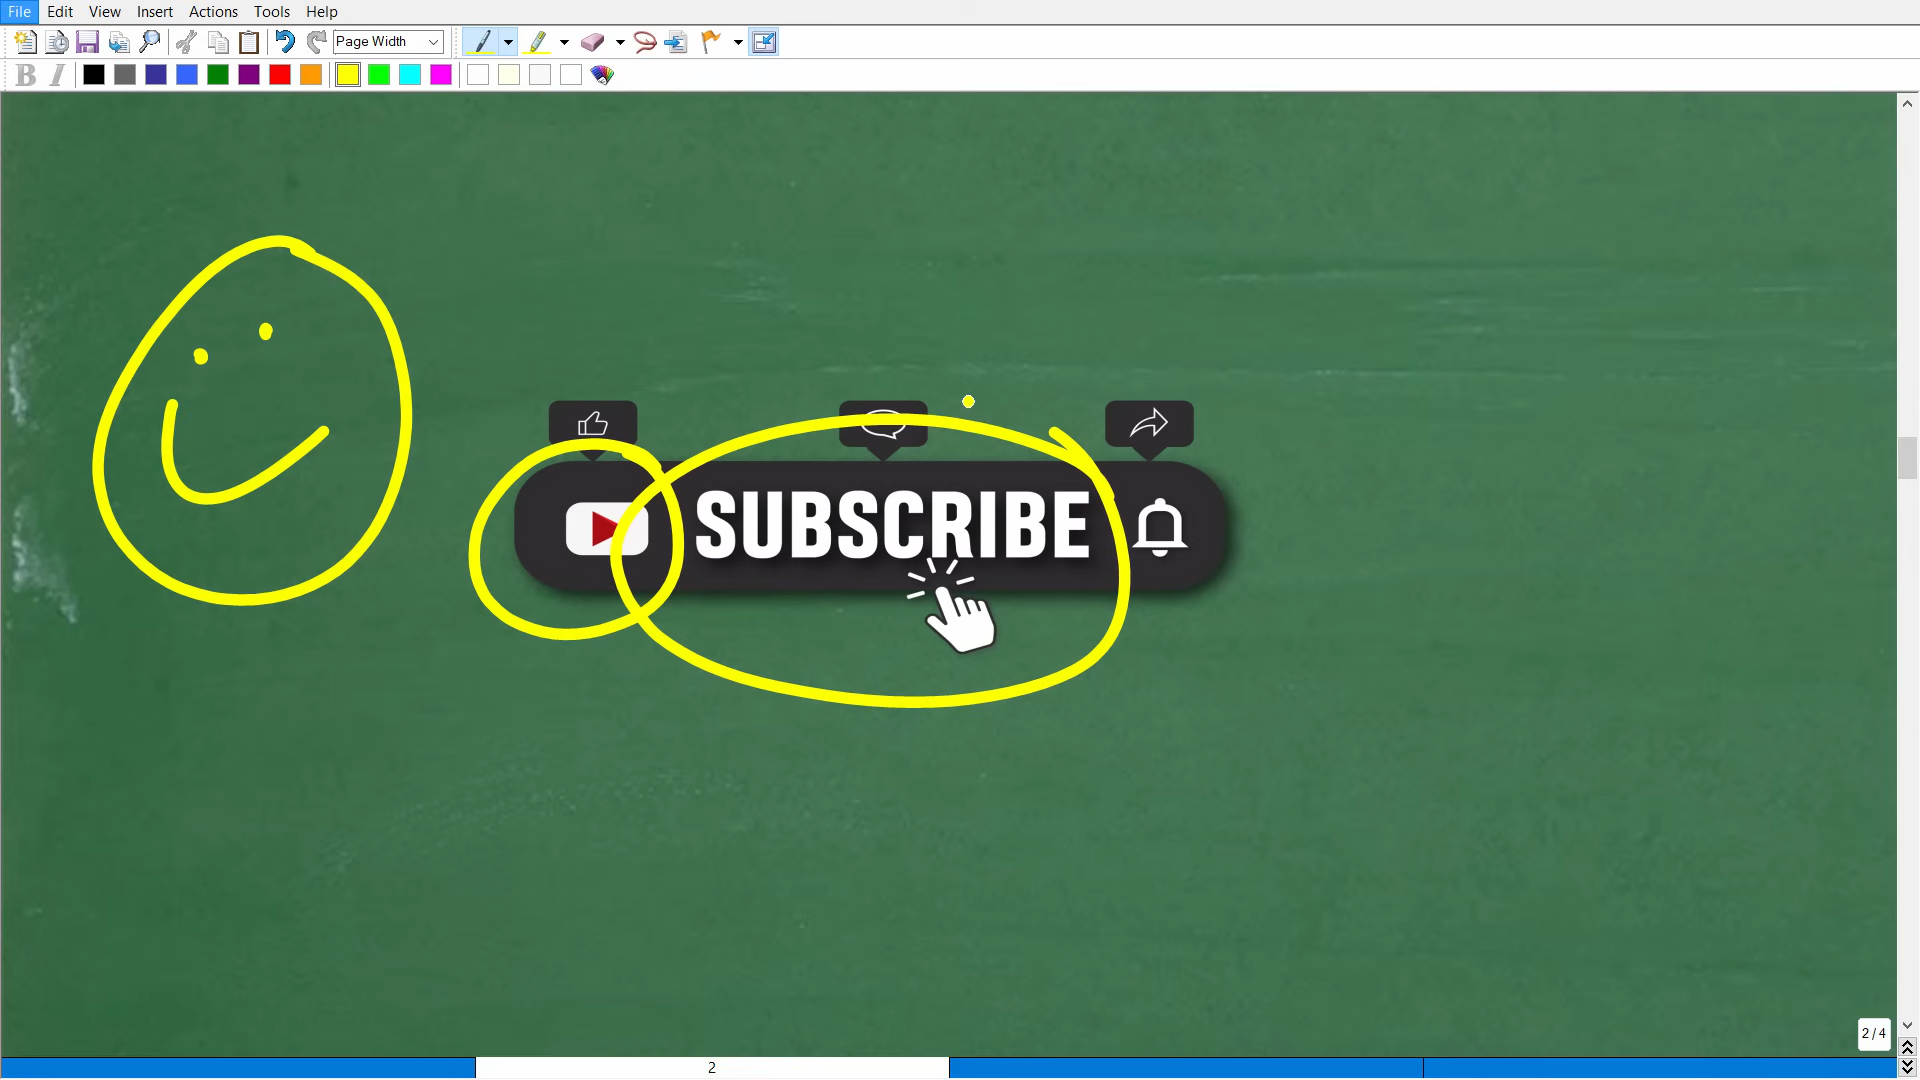 File Edit View Insert Actions Tools Help
Page Width
B I
SUBSCRIBE
2 / 4
2